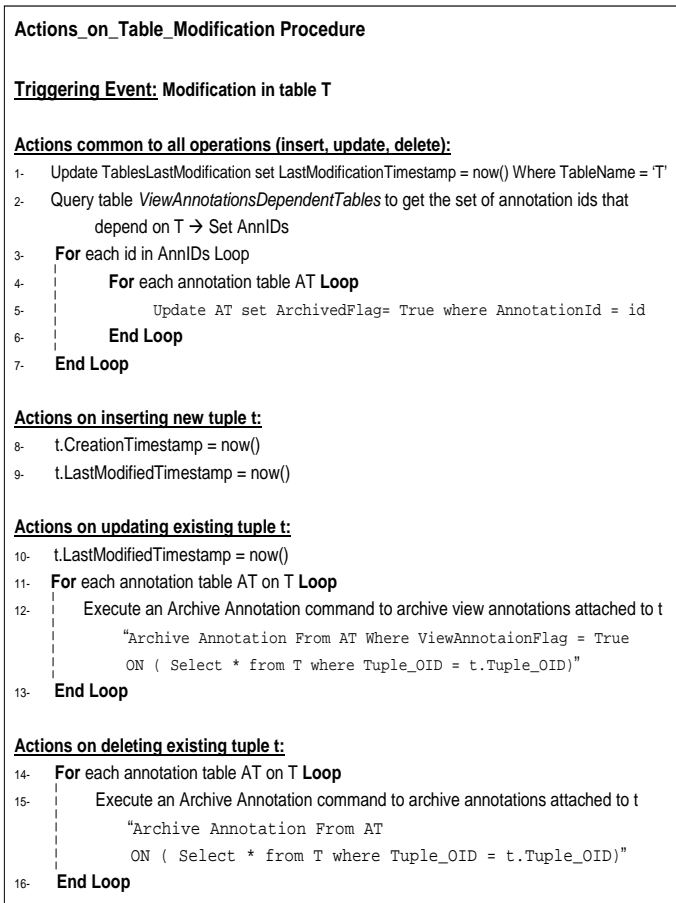 Actions_on_Table_Modification Procedure
Triggering Event: Modification in table T
Actions common to all operations (insert, update, delete):
1- Update TablesLastModification set LastModificationTimestamp = now() Where TableName = ‘T’
2- Query table ViewAnnotationsDependentTables to get the set of annotation ids that
depend on T → Set AnnIDs
3- For each id in AnnIDs Loop
4- For each annotation table AT Loop
5- Update AT set ArchivedFlag= True where AnnotationId = id
6- End Loop
7- End Loop
Actions on inserting new tuple t:
8- t.CreationTimestamp = now()
9- t.LastModifiedTimestamp = now()
Actions on updating existing tuple t:
10- t.LastModifiedTimestamp = now()
11- For each annotation table AT on T Loop
12- Execute an Archive Annotation command to archive view annotations attached to t
“Archive Annotation From AT Where ViewAnnotaionFlag = True
ON ( Select * from T where Tuple_OID = t.Tuple_OID)”
13- End Loop
Actions on deleting existing tuple t:
14- For each annotation table AT on T Loop
15- Execute an Archive Annotation command to archive annotations attached to t
“Archive Annotation From AT
ON ( Select * from T where Tuple_OID = t.Tuple_OID)”
16- End Loop